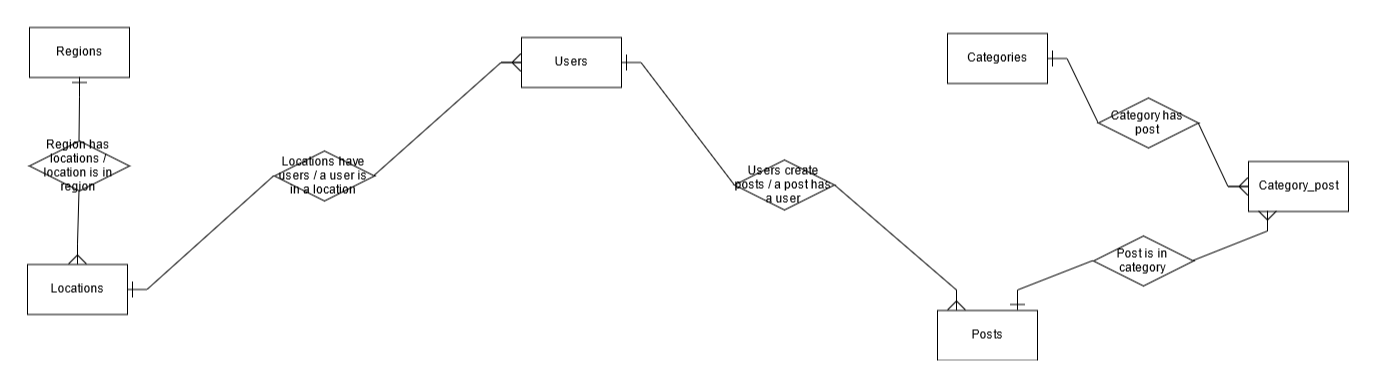 Regions
Users
Categories
Category has
post
Region has
locations /
location is in
region
Locations have
users / a user is
in a location
Users create
posts / a post has
a user
Category_post
Post is in
category
Locations
Posts